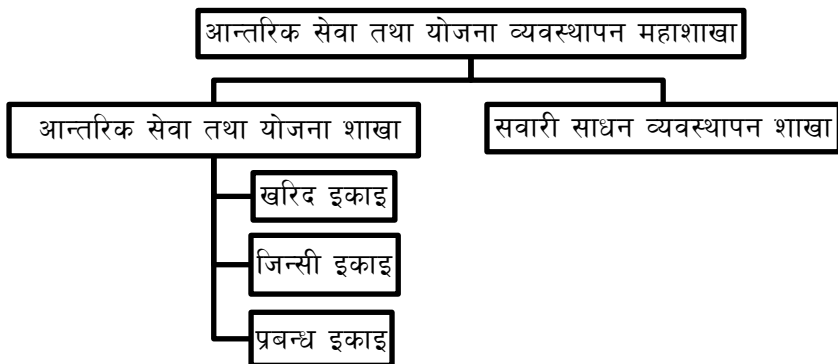 आन्तरिक सेवा तथा योजना व्यवस्थापन महाशाखा
आन्तरिक सेवा तथा योजना शाखा
सवारी साधन व्यवस्थापन शाखा
खरिद इकाइ
जिन्सी इकाइ
प्रबन्ध इकाइ